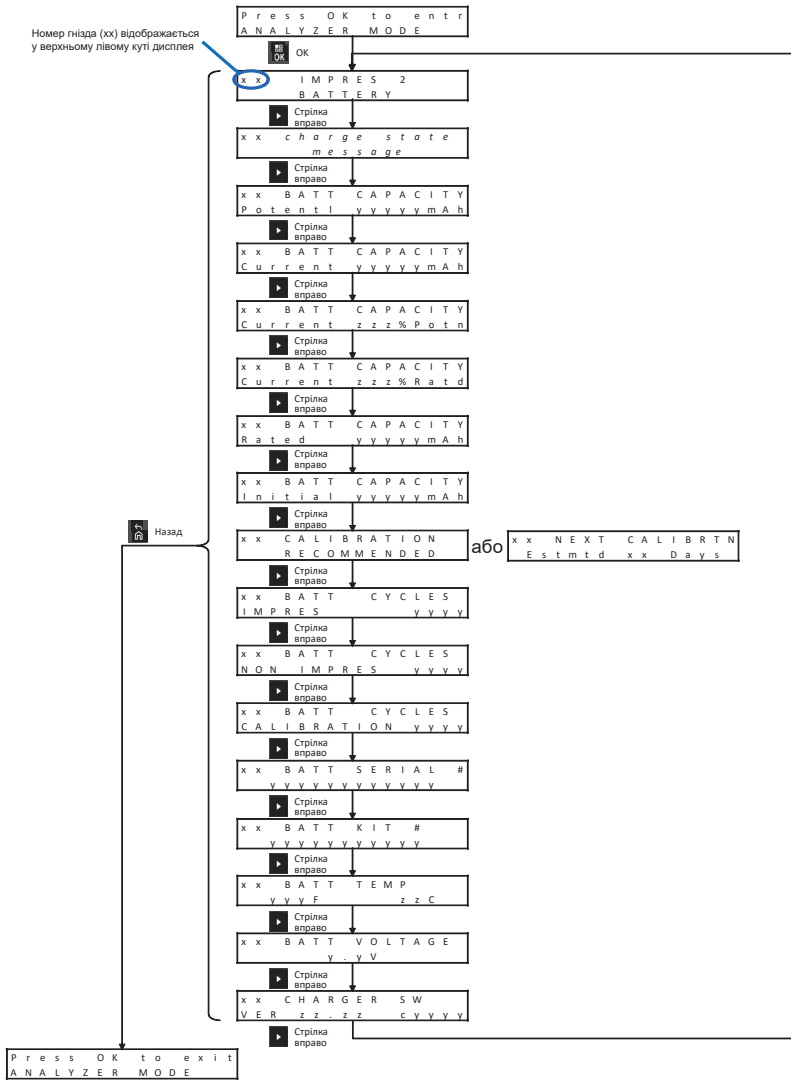 Press OK to entr
ANALYZER MODE
Номер гнізда (xx) відображається
у верхньому лівому куті дисплея
OK
ОК
xx IMPRES 2
BATTERY
Стрілка
вправо
xx charge state
message
Стрілка
вправо
xx BATT CAPACITY
Potentl yyyyymAh
Стрілка
вправо
xx BATT CAPACITY
Current yyyyymAh
Стрілка
вправо
xx BATT CAPACITY
Current zzz%Potn
Стрілка
вправо
xx BATT CAPACITY
Current zzz%Ratd
Стрілка
вправо
xx BATT CAPACITY
Rated yyyyymAh
Стрілка
вправо
xx BATT CAPACITY
Initial yyyyymAh
Стрілка
вправо
Назад
xx CALIBRATION
RECOMMENDED
або
xx NEXT CALIBRTN
Estmtd xx Days
Стрілка
вправо
xx BATT CYCLES
IMPRES yyyy
Стрілка
вправо
xx BATT CYCLES
NON IMPRES yyyy
Стрілка
вправо
xx BATT CYCLES
CALIBRATION yyyy
Стрілка
вправо
xx BATT SERIAL #
yyyyyyyyyyyy
Стрілка
вправо
xx BATT KIT #
yyyyyyyyyyy
Стрілка
вправо
xx BATT TEMP
yyyF zzC
Стрілка
вправо
xx BATT VOLTAGE
y.yV
Стрілка
вправо
xx CHARGER SW
VER zz.zz cyyyy
Стрілка
вправо
Press OK to exit
ANALYZER MODE